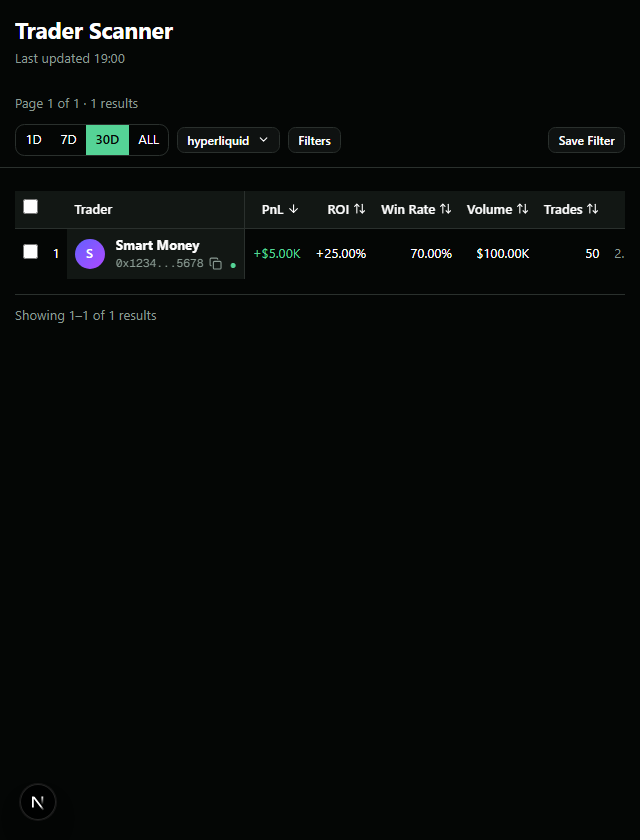 Trader Scanner
Last updated 19:00
Page 1 of 1 · 1 results
1D 7D 30D ALL hyperliquid Filters Save Filter
Trader PnL ↓ ROI ↑↓ Win Rate ↑↓ Volume ↑↓ Trades ↑↓
1 S Smart Money +$5.00K +25.00% 70.00% $100.00K 50 2.
0x1234...5678
Showing 1–1 of 1 results
N